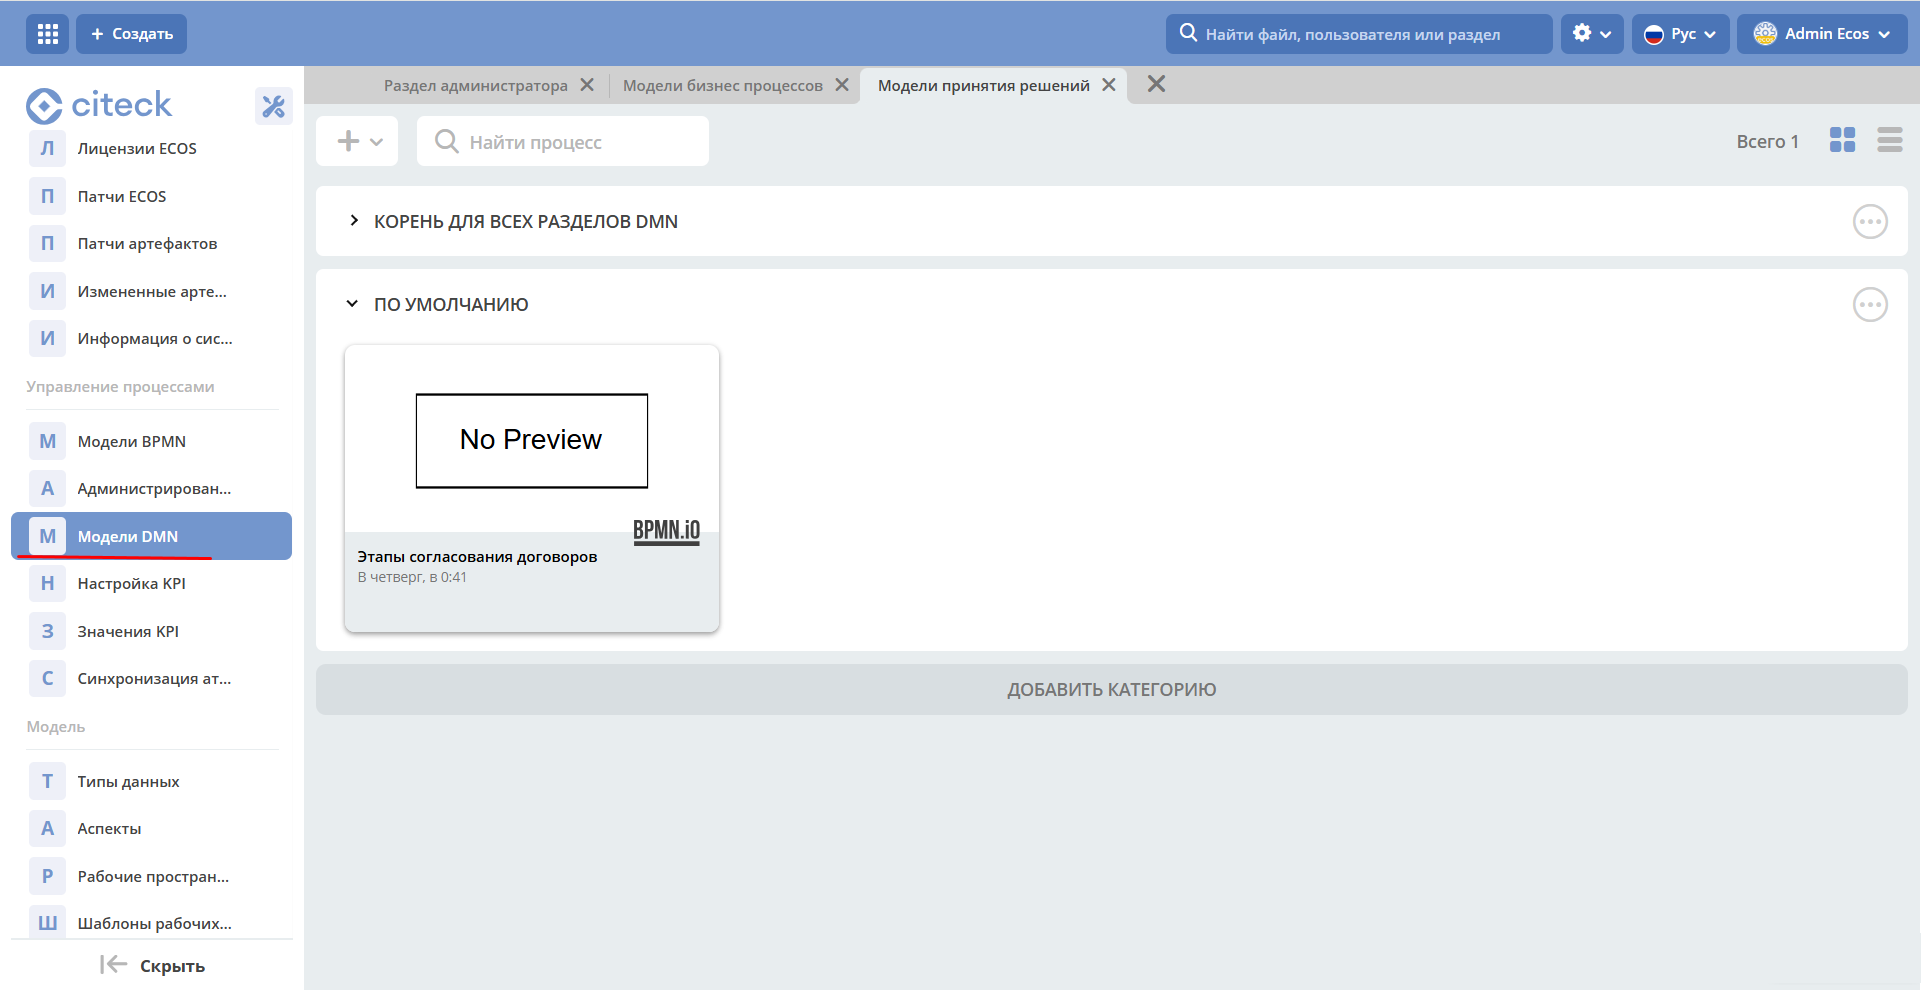 + Создать
Найти файл, пользователя или раздел
Рус
Admin Ecos
citeck
Л Лицензии ECOS
П Патчи ECOS
П Патчи артефактов
И Измененные арте...
И Информация о сис...
Управление процессами
М Модели BPMN
А Администрирован...
М Модели DMN
Н Настройка KPI
З Значения KPI
С Синхронизация ат...
Модель
Т Типы данных
А Аспекты
Р Рабочие простран...
Ш Шаблоны рабочих...
Скрыть
Раздел администратора
Модели бизнес процессов
Модели принятия решений
Найти процесс
Всего 1
КОРЕНЬ ДЛЯ ВСЕХ РАЗДЕЛОВ DMN
ПО УМОЛЧАНИЮ
No Preview
BPMN.iO
Этапы согласования договоров
В четверг, в 0:41
ДОБАВИТЬ КАТЕГОРИЮ